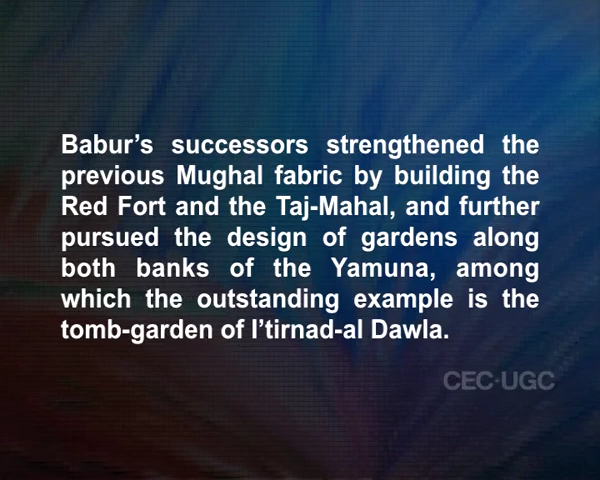 Babur’s successors strengthened the
previous Mughal fabric by building the
Red Fort and the Taj-Mahal, and further
pursued the design of gardens along
both banks of the Yamuna, among
which the outstanding example is the
tomb-garden of I’tirnad-al Dawla.
CEC-UGC